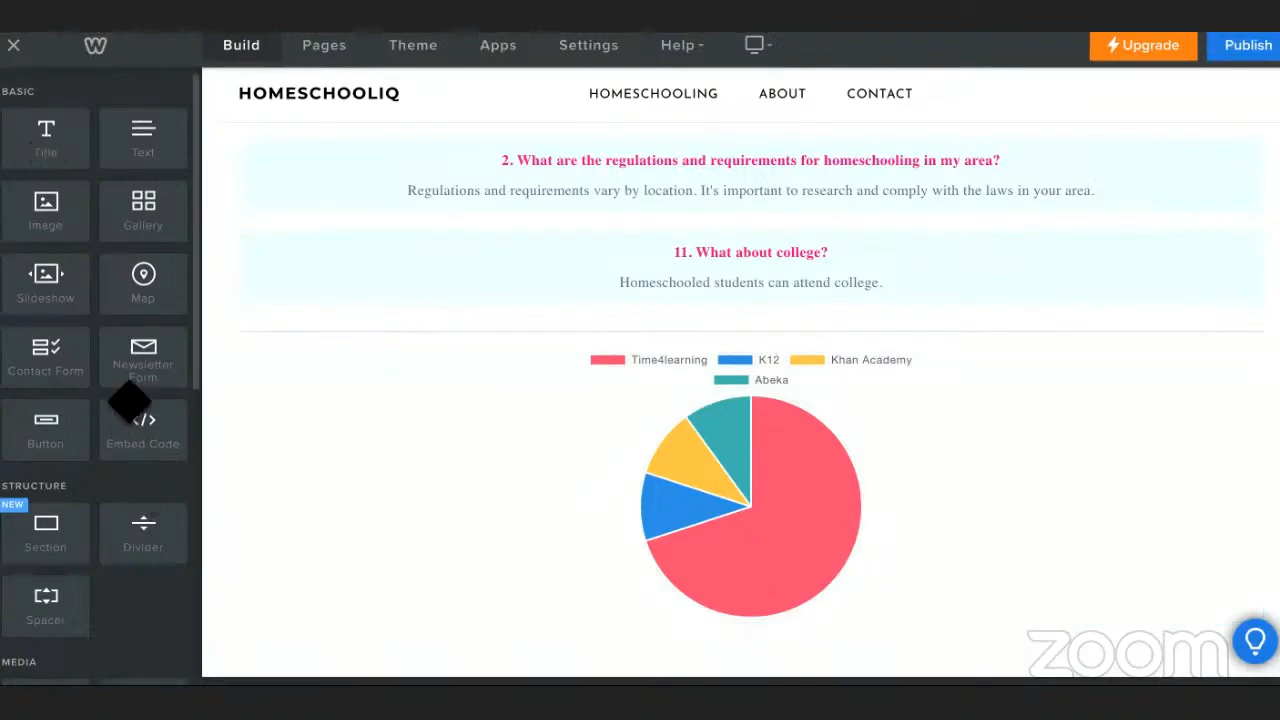 Build
Pages
Theme
Apps
Settings
Help
Upgrade
Publish
BASIC
Title
Text
Image
Gallery
Slideshow
Map
Contact Form
Newsletter
Form
Button
Embed Code
STRUCTURE
NEW
Section
Divider
Spacer
MEDIA
HOMESCHOOLIQ
HOMESCHOOLING
ABOUT
CONTACT
2. What are the regulations and requirements for homeschooling in my area?
Regulations and requirements vary by location. It's important to research and comply with the laws in your area.
11. What about college?
Homeschooled students can attend college.
Time4learning
K12
Khan Academy
Abeka
zoom